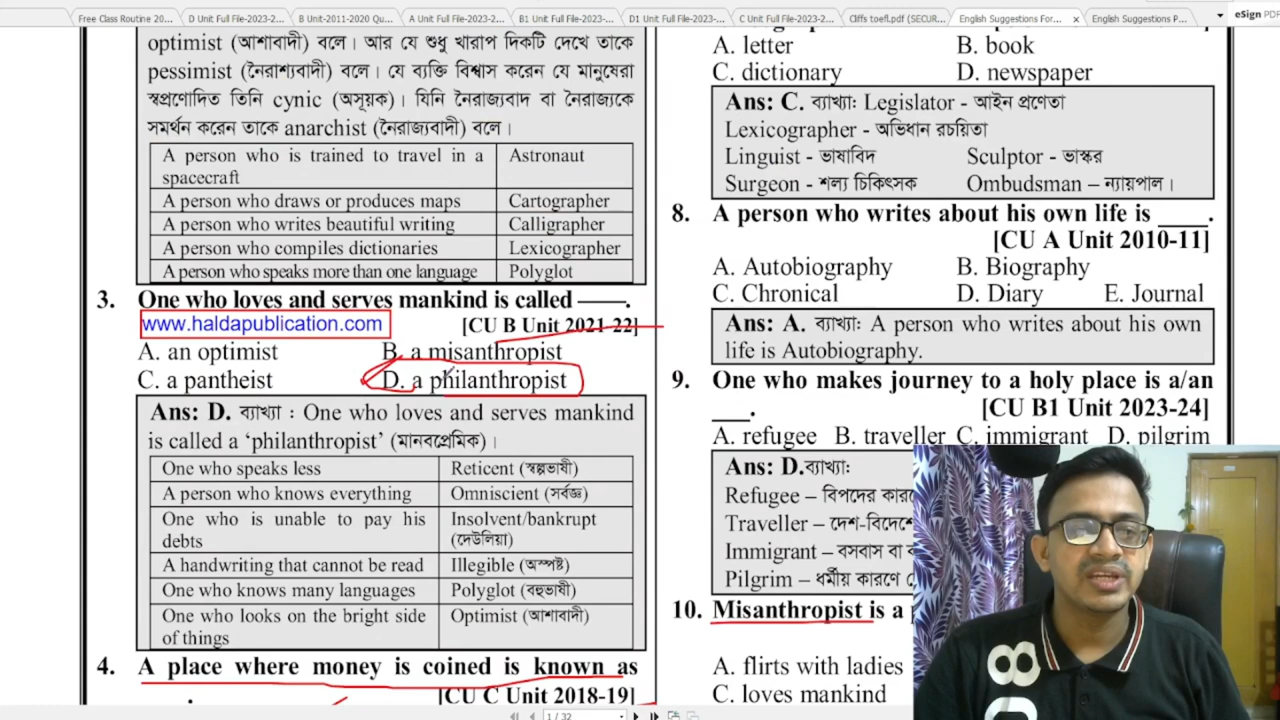 Free Class Routine 20...
D Unit Full File-2023-2...
B Unit-2011-2020 Qu...
A Unit Full File-2023-2...
B1 Unit Full File-2023-...
D1 Unit Full File-2023-...
C Unit Full File-2023-2...
Cliffs toefl.pdf (SECUR...
English Suggestions For...
English Suggestions P...
eSign PDF
optimist (আশাবাদী) বলে। আর যে শুধু খারাপ দিকটি দেখে তাকে
pessimist (নৈরাশ্যবাদী) বলে। যে ব্যক্তি বিশ্বাস করেন যে মানুষেরা
স্বপ্রণোদিত তিনি cynic (অসূয়ক)। যিনি নৈরাজ্যবাদ বা নৈরাজ্যকে
সমর্থন করেন তাকে anarchist (নৈরাজ্যবাদী) বলে।
A person who is trained to travel in a Astronaut
spacecraft
A person who draws or produces maps Cartographer
A person who writes beautiful writing Calligrapher
A person who compiles dictionaries Lexicographer
A person who speaks more than one language Polyglot
3. One who loves and serves mankind is called ——.
www.haldapublication.com [CU B Unit 2021-22]
A. an optimist B. a misanthropist
C. a pantheist D. a philanthropist
Ans: D. ব্যাখ্যা : One who loves and serves mankind
is called a ‘philanthropist’ (মানবপ্রেমিক)।
One who speaks less Reticent (স্বল্পভাষী)
A person who knows everything Omniscient (সর্বজ্ঞ)
One who is unable to pay his Insolvent/bankrupt
debts (দেউলিয়া)
A handwriting that cannot be read Illegible (অস্পষ্ট)
One who knows many languages Polyglot (বহুভাষী)
One who looks on the bright side Optimist (আশাবাদী)
of things
4. A place where money is coined is known as
. [CU C Unit 2018-19]
A. letter B. book
C. dictionary D. newspaper
Ans: C. ব্যাখ্যা: Legislator - আইন প্রণেতা
Lexicographer - অভিধান রচয়িতা
Linguist - ভাষাবিদ Sculptor - ভাস্কর
Surgeon - শল্য চিকিৎসক Ombudsman – ন্যায়পাল।
8. A person who writes about his own life is ____.
[CU A Unit 2010-11]
A. Autobiography B. Biography
C. Chronical D. Diary E. Journal
Ans: A. ব্যাখ্যা: A person who writes about his own
life is Autobiography.
9. One who makes journey to a holy place is a/an
___. [CU B1 Unit 2023-24]
A. refugee B. traveller C. immigrant D. pilgrim
Ans: D.ব্যাখ্যা:
Refugee – বিপদের
Traveller – দেশ-বিদেশে
Immigrant – বসবাস বা
Pilgrim – ধর্মীয় কারণে
10. Misanthropist is a
A. flirts with ladies
C. loves mankind
1 / 32